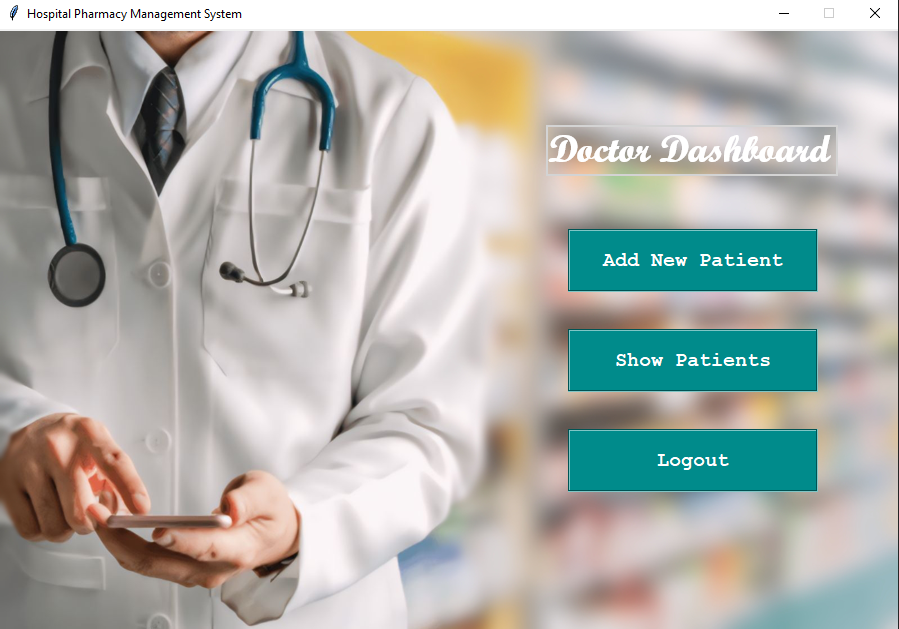 Hospital Pharmacy Management System
Doctor Dashboard
Add New Patient
Show Patients
Logout